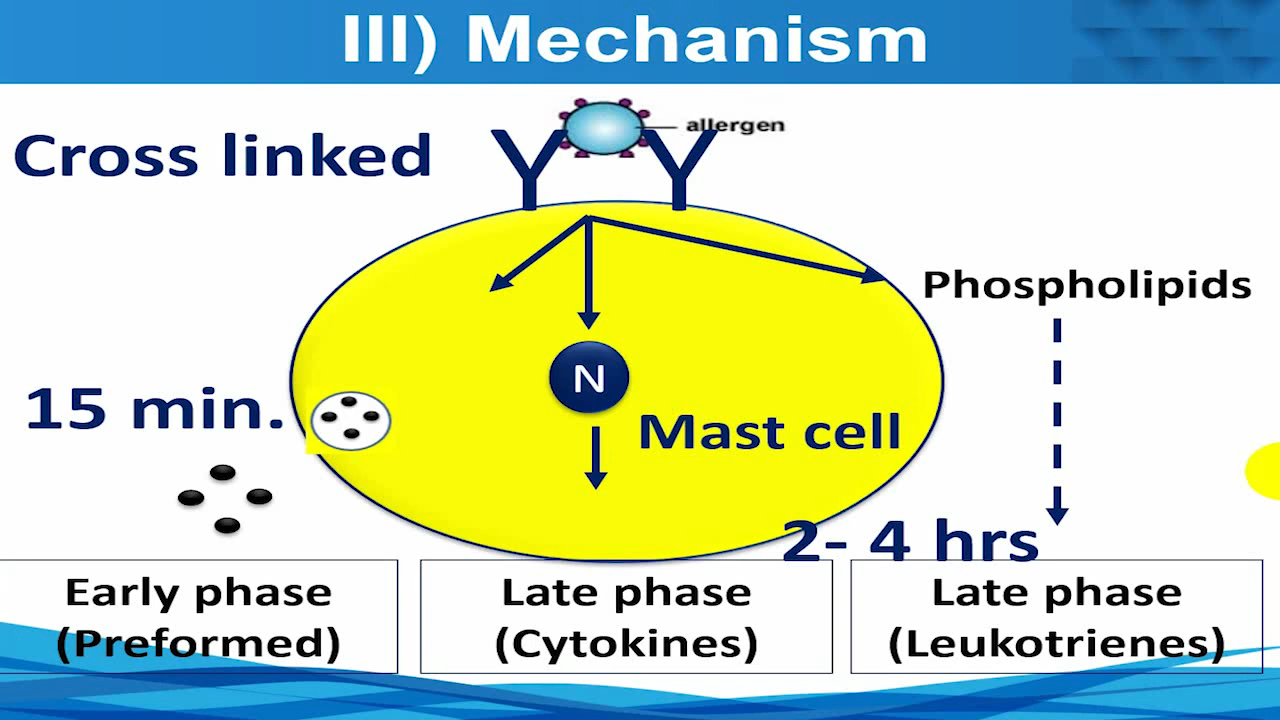 III) Mechanism
allergen
Cross linked
Phospholipids
N
15 min.
Mast cell
2- 4 hrs
Early phase
(Preformed)
Late phase
(Cytokines)
Late phase
(Leukotrienes)